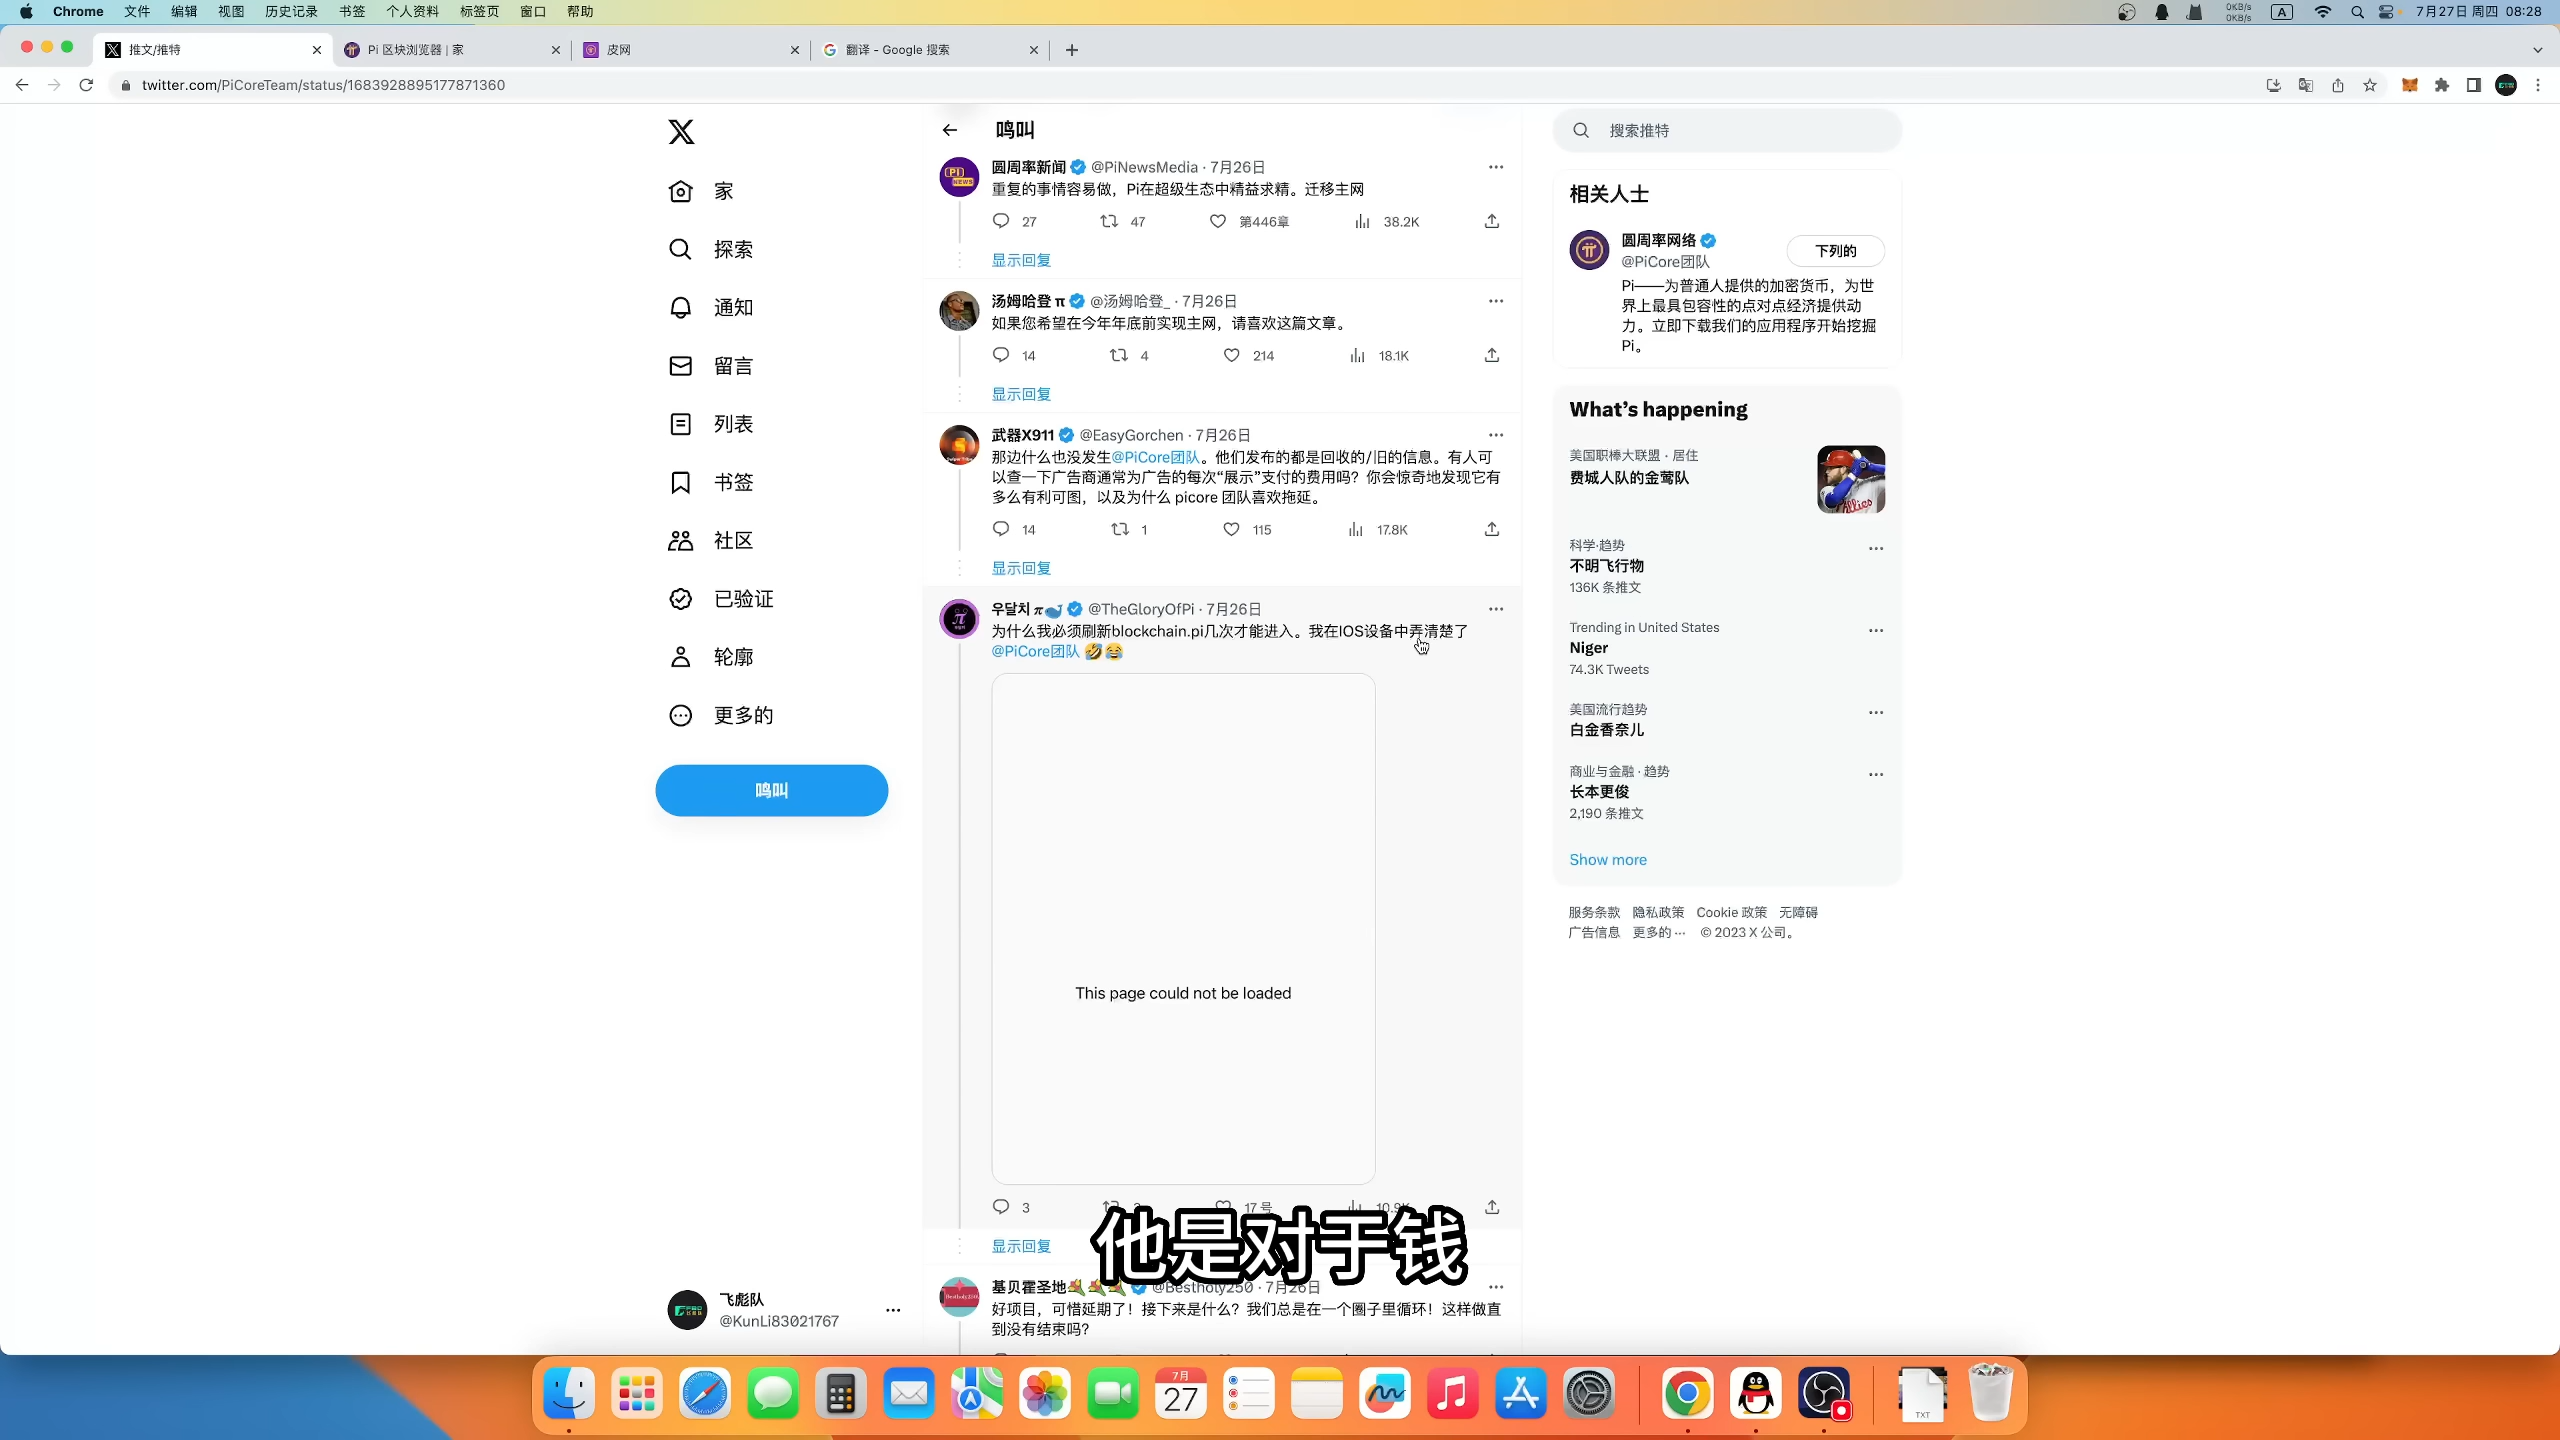 Chrome 文件 编辑 视图 历史记录 书签 个人资料 标签页 窗口 帮助 0KB/s 0KB/s A 7月27日 周四 08:28
推文/推特 Pi 区块浏览器 | 家 皮网 翻译 - Google 搜索
twitter.com/PiCoreTeam/status/1683928895177871360
家
探索
通知
留言
列表
书签
社区
已验证
轮廓
更多的
鸣叫
飞彪队
@KunLi83021767
鸣叫
圆周率新闻 @PiNewsMedia · 7月26日
重复的事情容易做，Pi在超级生态中精益求精。迁移主网
27 47 第446章 38.2K
显示回复
汤姆哈登 π @汤姆哈登_ · 7月26日
如果您希望在今年年底前实现主网，请喜欢这篇文章。
14 4 214 18.1K
显示回复
武器X911 @EasyGorchen · 7月26日
那边什么也没发生@PiCore团队。他们发布的都是回收的/旧的信息。有人可
以查一下广告商通常为广告的每次“展示”支付的费用吗？你会惊奇地发现它有
多么有利可图，以及为什么 picore 团队喜欢拖延。
14 1 115 17.8K
显示回复
우달치 π🐋 @TheGloryOfPi · 7月26日
为什么我必须刷新blockchain.pi几次才能进入。我在IOS设备中弄清楚了
@PiCore团队 🤣😂
This page could not be loaded
3 17号
显示回复
他是对于钱
基贝霍圣地 @Bestholy250 · 7月26日
好项目，可惜延期了！接下来是什么？我们总是在一个圈子里循环！这样做直
到没有结束吗？
搜索推特
相关人士
圆周率网络
@PiCore团队
下列的
Pi——为普通人提供的加密货币，为世
界上最具包容性的点对点经济提供动
力。立即下载我们的应用程序开始挖掘
Pi。
What’s happening
美国职棒大联盟 · 居住
费城人队的金莺队
科学·趋势
不明飞行物
136K 条推文
Trending in United States
Niger
74.3K Tweets
美国流行趋势
白金香奈儿
商业与金融 · 趋势
长本更俊
2,190 条推文
Show more
服务条款 隐私政策 Cookie 政策 无障碍
广告信息 更多的 ··· © 2023 X 公司。
7月
27
TXT